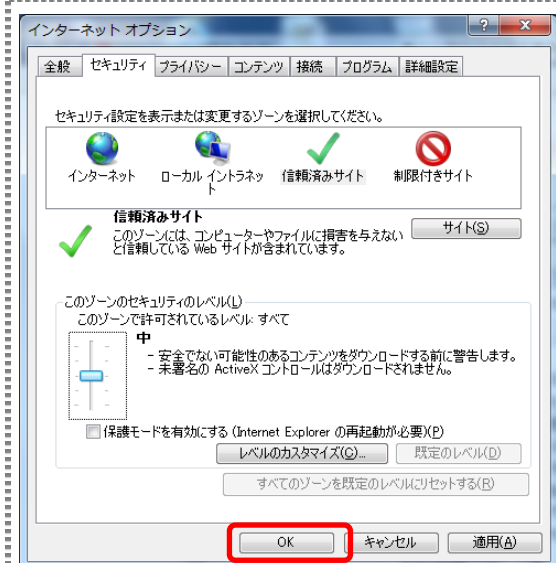 インターネット オプション
全般 セキュリティ プライバシー コンテンツ 接続 プログラム 詳細設定
セキュリティ設定を表示または変更するゾーンを選択してください。
インターネット ローカル イントラネット 信頼済みサイト 制限付きサイト
信頼済みサイト
このゾーンには、コンピューターやファイルに損害を与えない
と信頼している Web サイトが含まれています。
サイト(S)
このゾーンのセキュリティのレベル(L)
このゾーンで許可されているレベル: すべて
中
- 安全でない可能性のあるコンテンツをダウンロードする前に警告します。
- 未署名の ActiveX コントロールはダウンロードされません。
保護モードを有効にする (Internet Explorer の再起動が必要)(P)
レベルのカスタマイズ(C)... 既定のレベル(D)
すべてのゾーンを既定のレベルにリセットする(R)
OK キャンセル 適用(A)